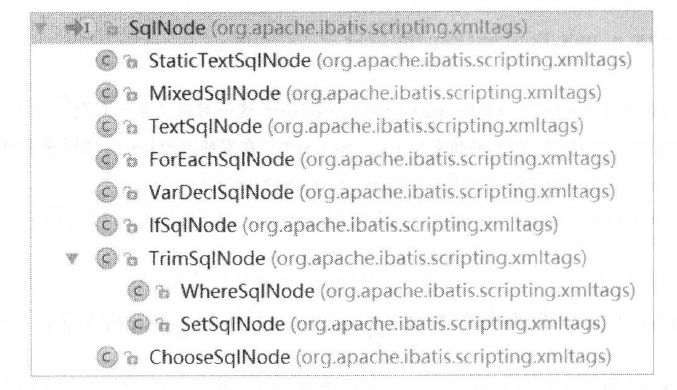 SqlNode (org.apache.ibatis.scripting.xmltags)
StaticTextSqlNode (org.apache.ibatis.scripting.xmltags)
MixedSqlNode (org.apache.ibatis.scripting.xmltags)
TextSqlNode (org.apache.ibatis.scripting.xmltags)
ForEachSqlNode (org.apache.ibatis.scripting.xmltags)
VarDeclSqlNode (org.apache.ibatis.scripting.xmltags)
IfSqlNode (org.apache.ibatis.scripting.xmltags)
TrimSqlNode (org.apache.ibatis.scripting.xmltags)
WhereSqlNode (org.apache.ibatis.scripting.xmltags)
SetSqlNode (org.apache.ibatis.scripting.xmltags)
ChooseSqlNode (org.apache.ibatis.scripting.xmltags)